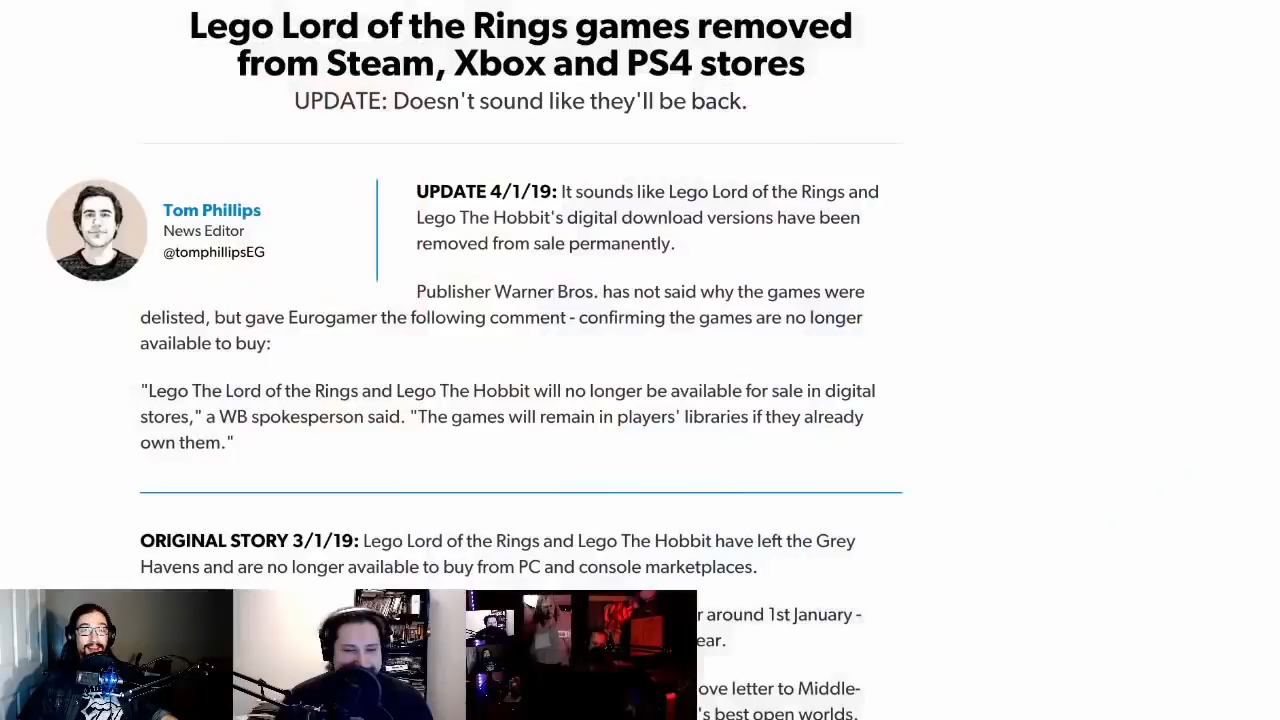 Lego Lord of the Rings games removed
from Steam, Xbox and PS4 stores
UPDATE: Doesn't sound like they'll be back.
Tom Phillips
News Editor
@tomphillipsEG
UPDATE 4/1/19: It sounds like Lego Lord of the Rings and
Lego The Hobbit's digital download versions have been
removed from sale permanently.
Publisher Warner Bros. has not said why the games were
delisted, but gave Eurogamer the following comment - confirming the games are no longer
available to buy:
"Lego The Lord of the Rings and Lego The Hobbit will no longer be available for sale in digital
stores," a WB spokesperson said. "The games will remain in players' libraries if they already
own them."
ORIGINAL STORY 3/1/19: Lego Lord of the Rings and Lego The Hobbit have left the Grey
Havens and are no longer available to buy from PC and console marketplaces.
r around 1st January -
ear.
ove letter to Middle-
's best open worlds.